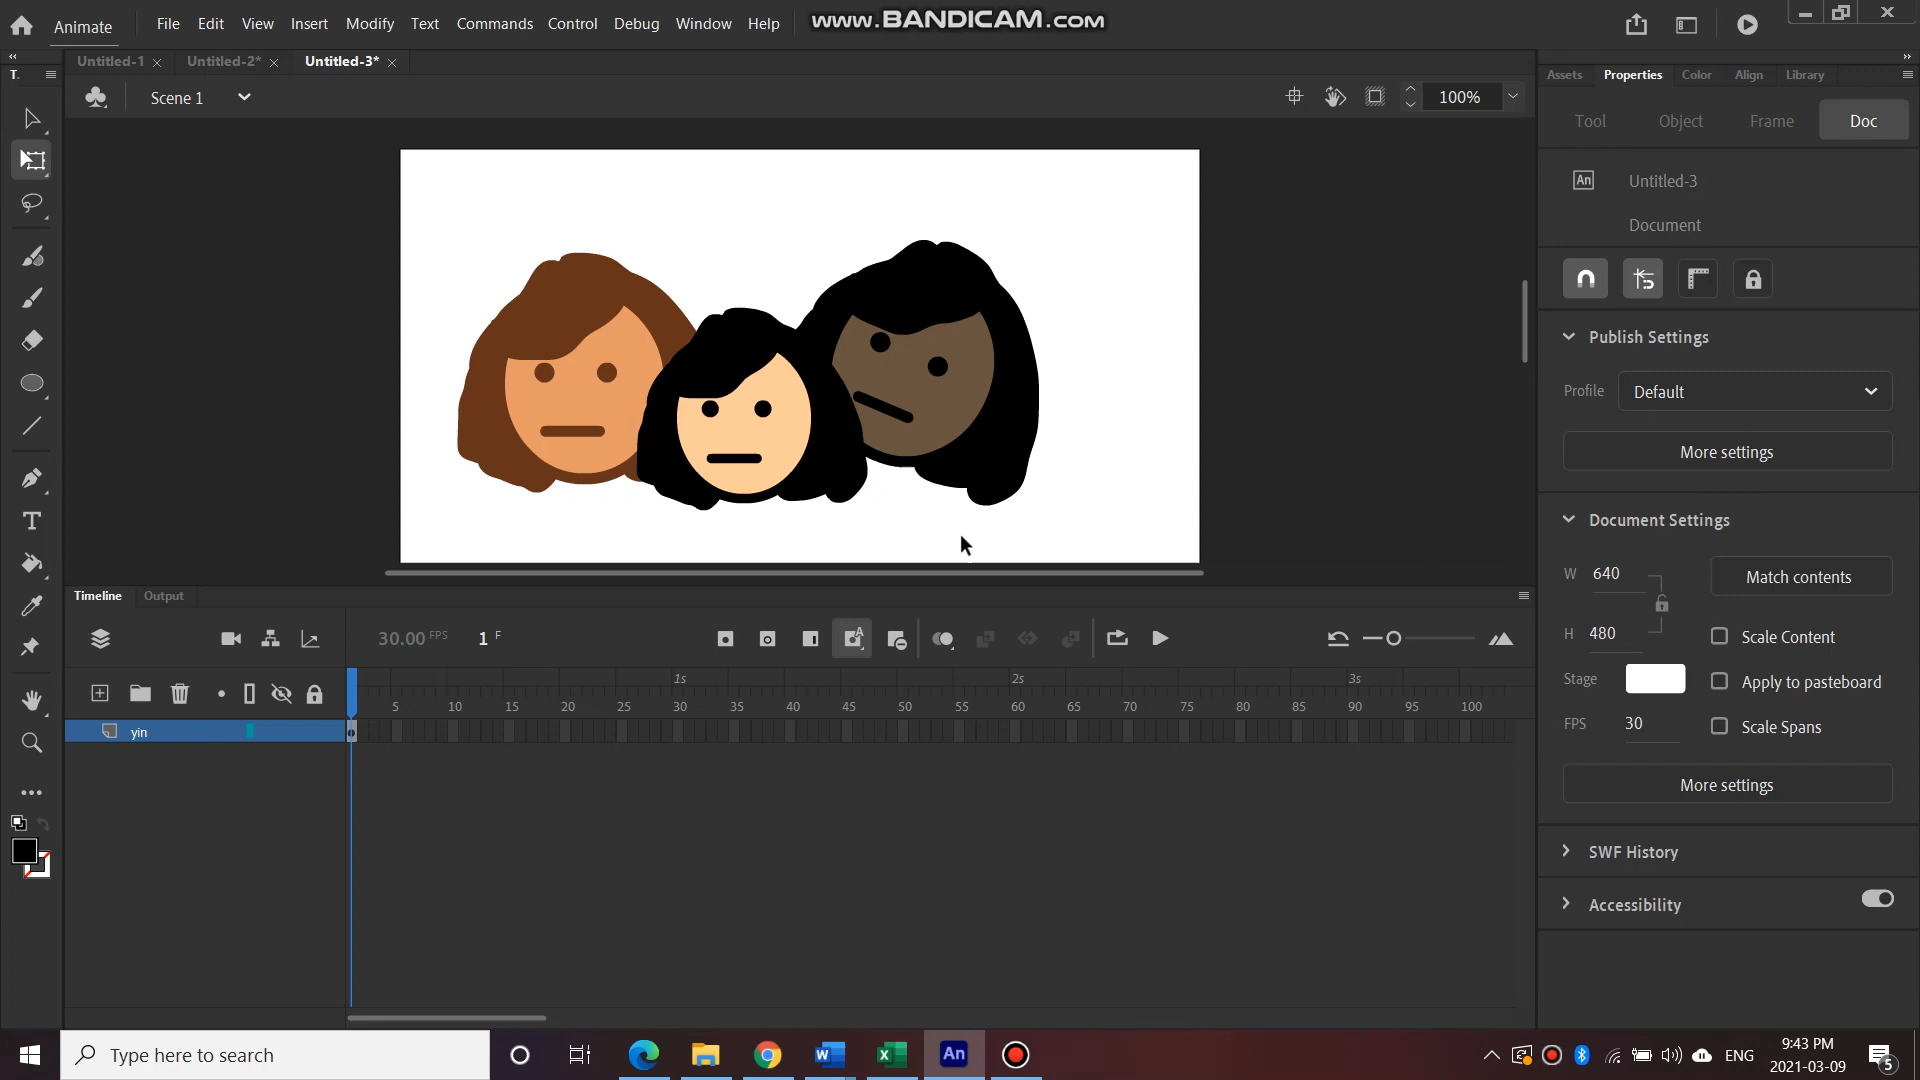 Animate
File Edit View Insert Modify Text Commands Control Debug Window Help
www.BANDICAM.com
Untitled-1 Untitled-2* Untitled-3*
T.
Assets Properties Color Align Library
Scene 1
100%
Tool Object Frame Doc
An Untitled-3
Document
Publish Settings
Profile Default
More settings
Document Settings
W 640 Match contents
H 480 Scale Content
Stage Apply to pasteboard
FPS 30 Scale Spans
More settings
SWF History
Accessibility
Timeline Output
30.00 FPS 1 F
1s 2s 3s
5 10 15 20 25 30 35 40 45 50 55 60 65 70 75 80 85 90 95 100
yin
Type here to search
An
ENG
9:43 PM
2021-03-09
5